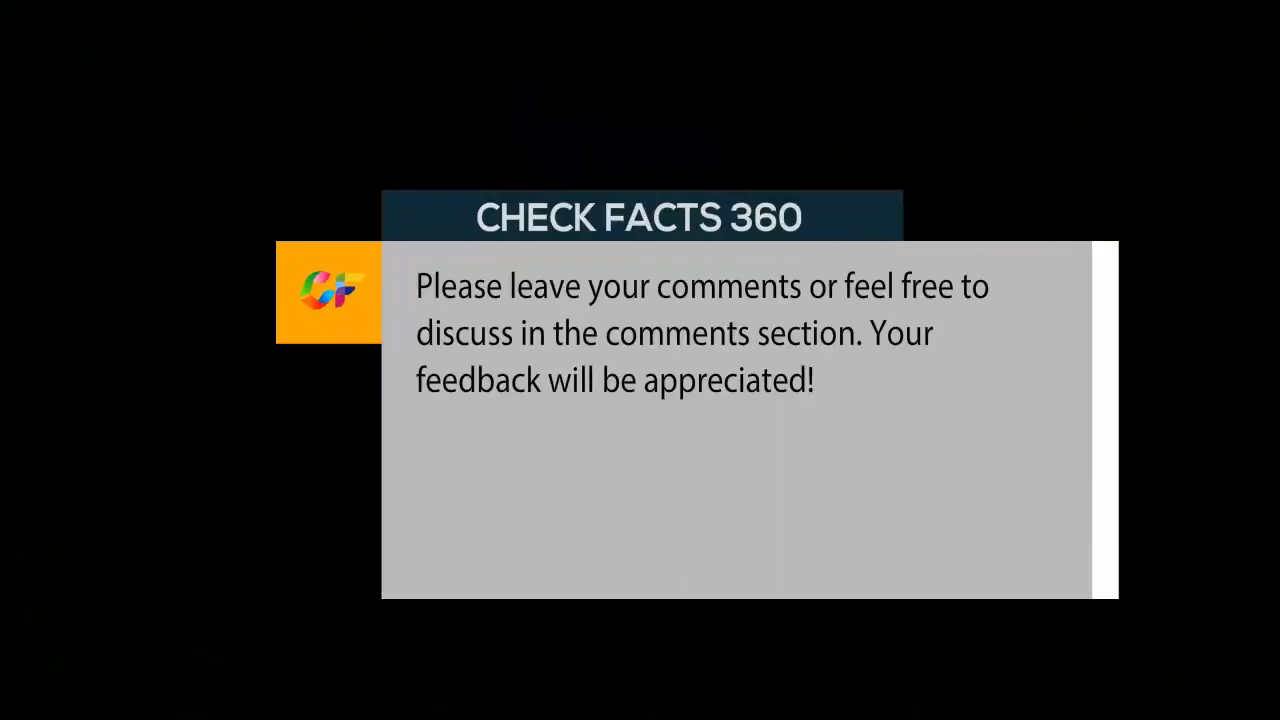 CHECK FACTS 360
CF
Please leave your comments or feel free to
discuss in the comments section. Your
feedback will be appreciated!